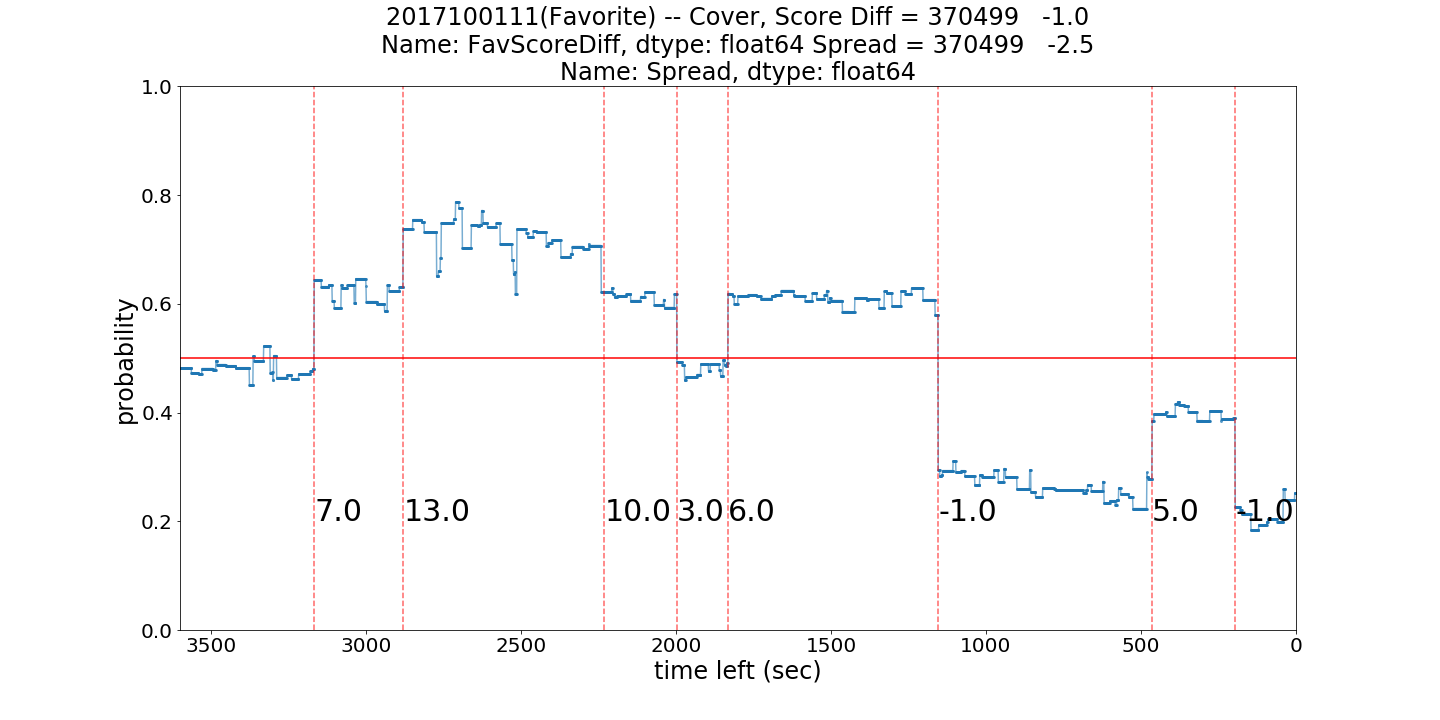 2017100111(Favorite) -- Cover, Score Diff = 370499   -1.0
Name: FavScoreDiff, dtype: float64 Spread = 370499   -2.5
Name: Spread, dtype: float64
1.0
0.8
0.6
0.4
0.2
0.0
probability
7.0 13.0 10.0 3.0 6.0 -1.0 5.0 -1.0
3500 3000 2500 2000 1500 1000 500 0
time left (sec)